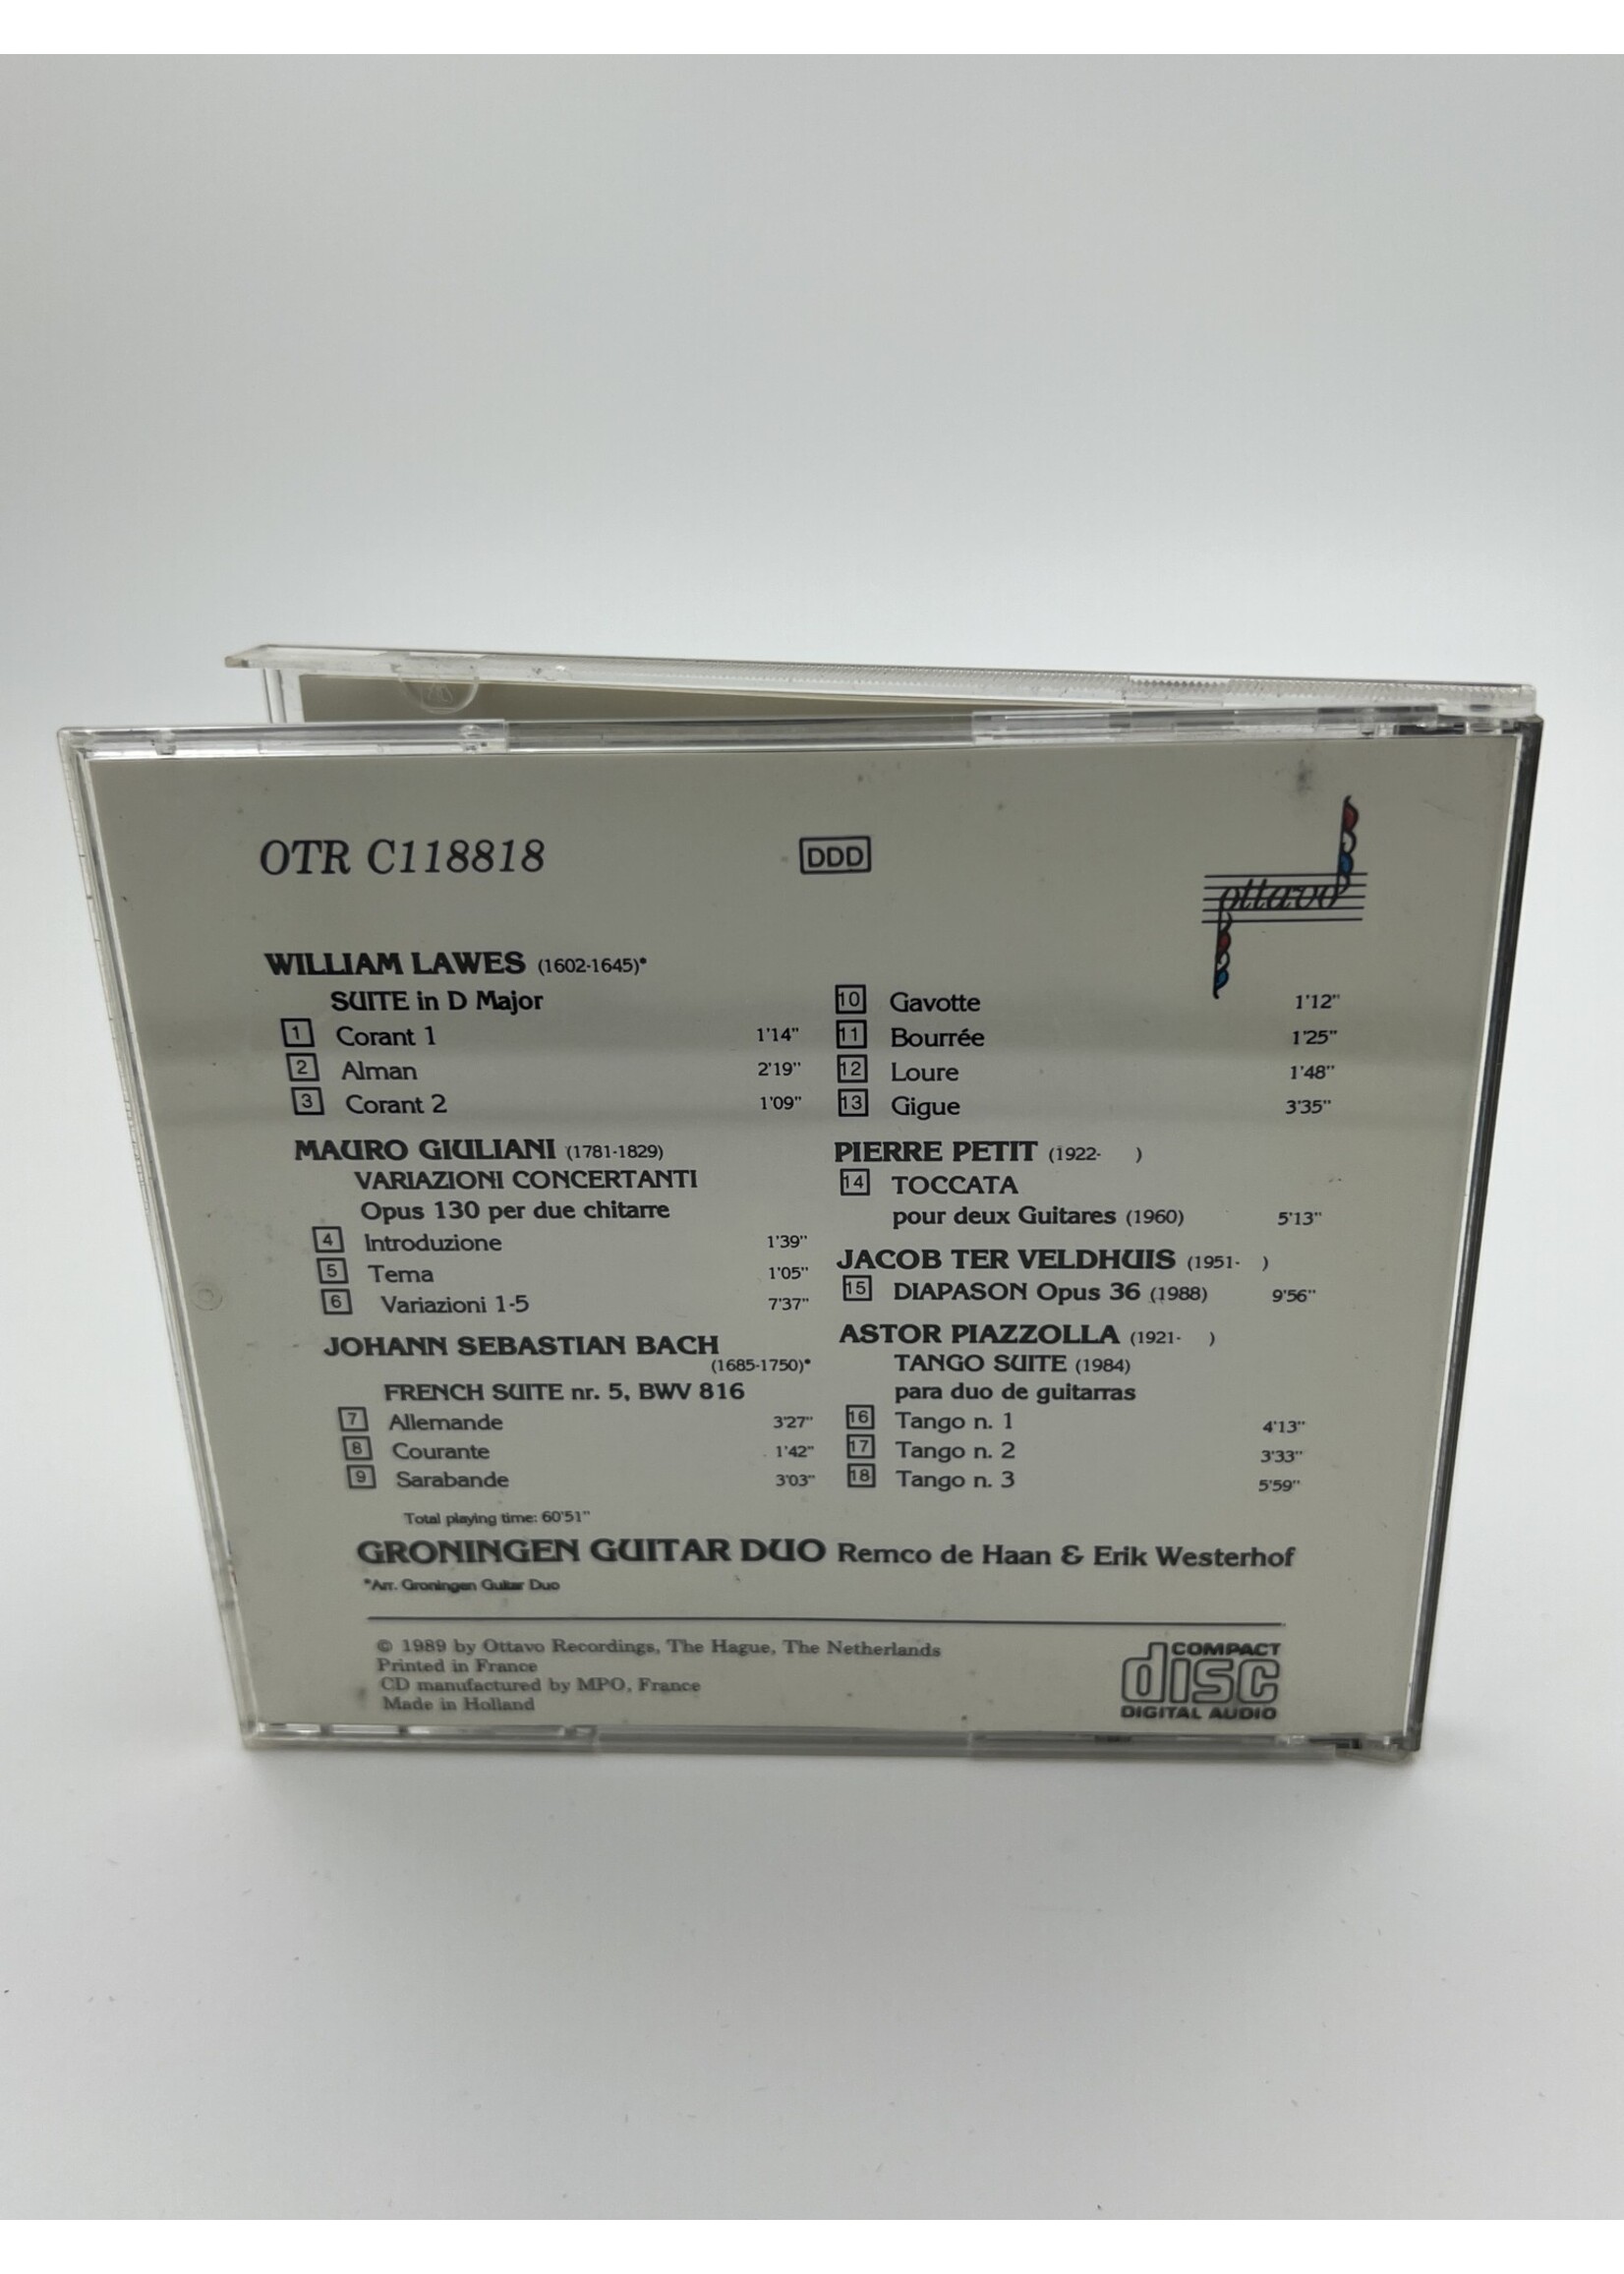 OTR C118818
DDD
ottavo
WILLIAM LAWES (1602-1645)*
SUITE in D Major
1 Corant 1 1'14"
2 Alman 2'19"
3 Corant 2 1'09"
MAURO GIULIANI (1781-1829)
VARIAZIONI CONCERTANTI
Opus 130 per due chitarre
4 Introduzione 1'39"
5 Tema 1'05"
6 Variazioni 1-5 7'37"
JOHANN SEBASTIAN BACH
(1685-1750)*
FRENCH SUITE nr. 5, BWV 816
7 Allemande 3'27"
8 Courante 1'42"
9 Sarabande 3'03"
10 Gavotte 1'12"
11 Bourrée 1'25"
12 Loure 1'48"
13 Gigue 3'35"
PIERRE PETIT (1922- )
14 TOCCATA
pour deux Guitares (1960) 5'13"
JACOB TER VELDHUIS (1951- )
15 DIAPASON Opus 36 (1988) 9'56"
ASTOR PIAZZOLLA (1921- )
TANGO SUITE (1984)
para duo de guitarras
16 Tango n. 1 4'13"
17 Tango n. 2 3'33"
18 Tango n. 3 5'59"
Total playing time: 60'51"
GRONINGEN GUITAR DUO Remco de Haan & Erik Westerhof
*Arr. Groningen Guitar Duo
© 1989 by Ottavo Recordings, The Hague, The Netherlands
Printed in France
CD manufactured by MPO, France
Made in Holland
COMPACT
disc
DIGITAL AUDIO